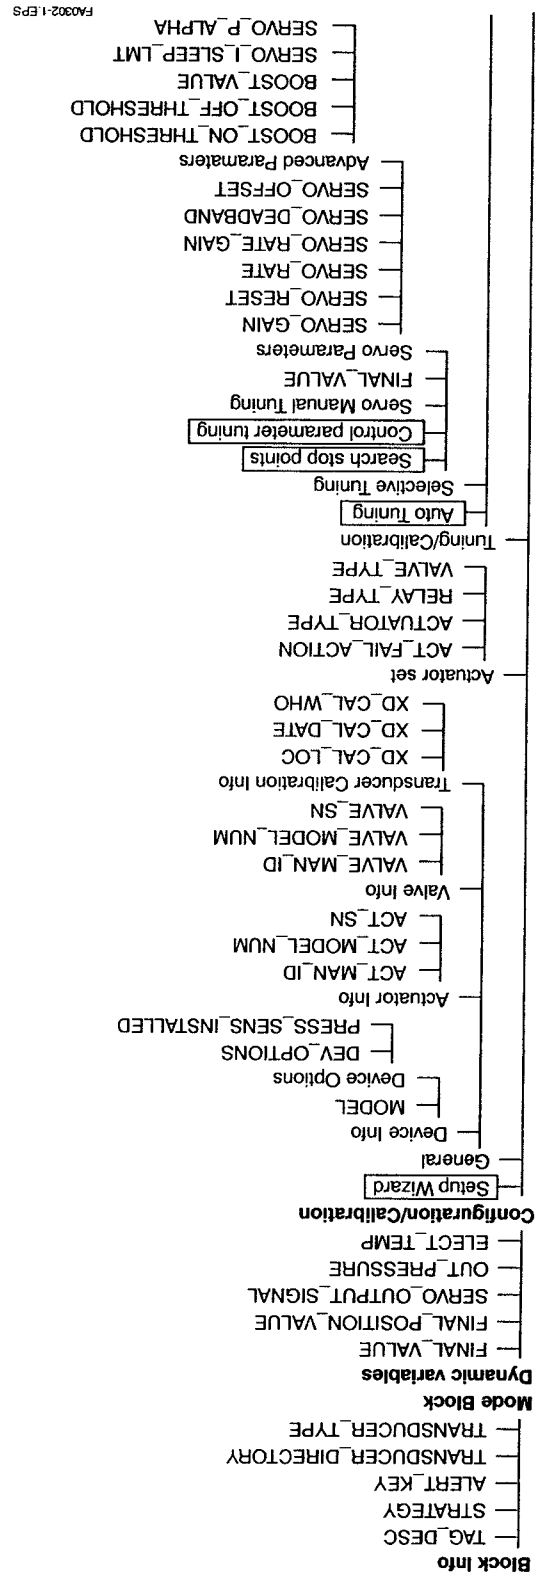 Block Info
TAG_DESC
STRATEGY
ALERT_KEY
TRANSDUCER_DIRECTORY
TRANSDUCER_TYPE
Mode Block
Dynamic variables
FINAL_VALUE
FINAL_POSITION_VALUE
SERVO_OUTPUT_SIGNAL
OUT_PRESSURE
ELECT_TEMP
Configuration/Calibration
Setup Wizard
General
Device Info
MODEL
Device Options
DEV_OPTIONS
PRESS_SENS_INSTALLED
Actuator Info
ACT_MAN_ID
ACT_MODEL_NUM
ACT_SN
Valve Info
VALVE_MAN_ID
VALVE_MODEL_NUM
VALVE_SN
Transducer Calibration Info
XD_CAL_LOC
XD_CAL_DATE
XD_CAL_WHO
Actuator set
ACT_FAIL_ACTION
ACTUATOR_TYPE
RELAY_TYPE
VALVE_TYPE
Tuning/Calibration
Auto Tuning
Selective Tuning
Search stop points
Control parameter tuning
Servo Manual Tuning
FINAL_VALUE
Servo Parameters
SERVO_GAIN
SERVO_RESET
SERVO_RATE
SERVO_RATE_GAIN
SERVO_DEADBAND
SERVO_OFFSET
Advanced Paramaters
BOOST_ON_THRESHOLD
BOOST_OFF_THRESHOLD
BOOST_VALUE
SERVO_I_SLEEP_LMT
SERVO_P_ALPHA
FA0302-1.EPS